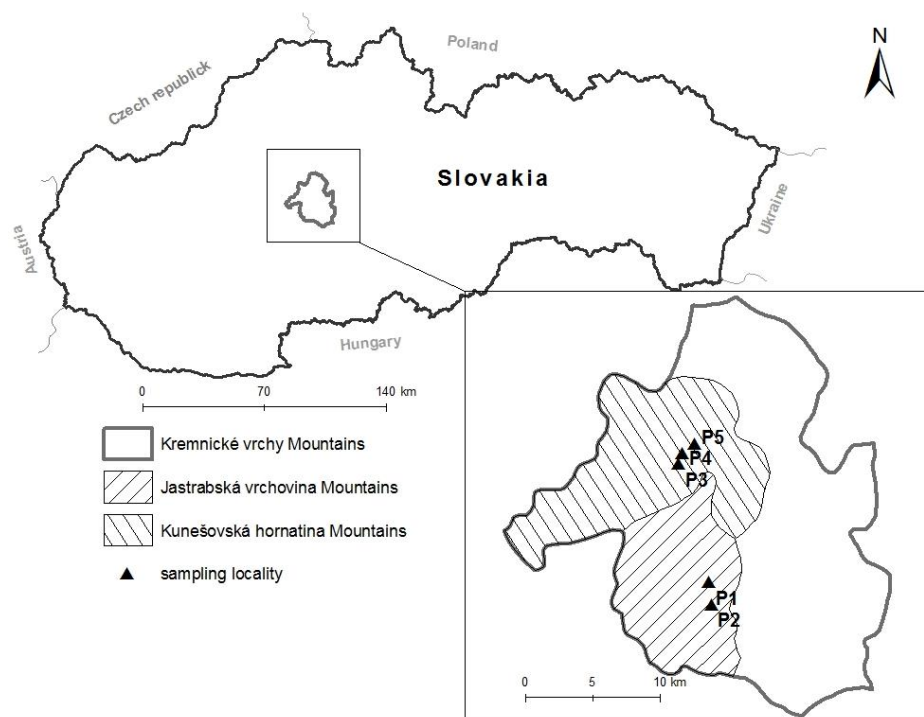 Poland
N
Czech republick
Slovakia
Ukraine
Austria
Hungary
0 70 140 km
Kremnické vrchy Mountains
Jastrabská vrchovina Mountains
Kunešovská hornatina Mountains
sampling locality
P5
P4
P3
P1
P2
0 5 10 km